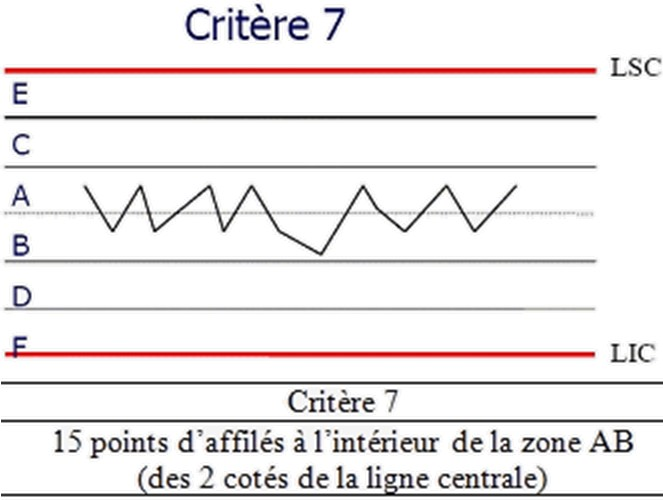 Critère 7
LSC
E
C
A
B
D
F
LIC
Critère 7
15 points d'affilés à l'intérieur de la zone AB
(des 2 cotés de la ligne centrale)